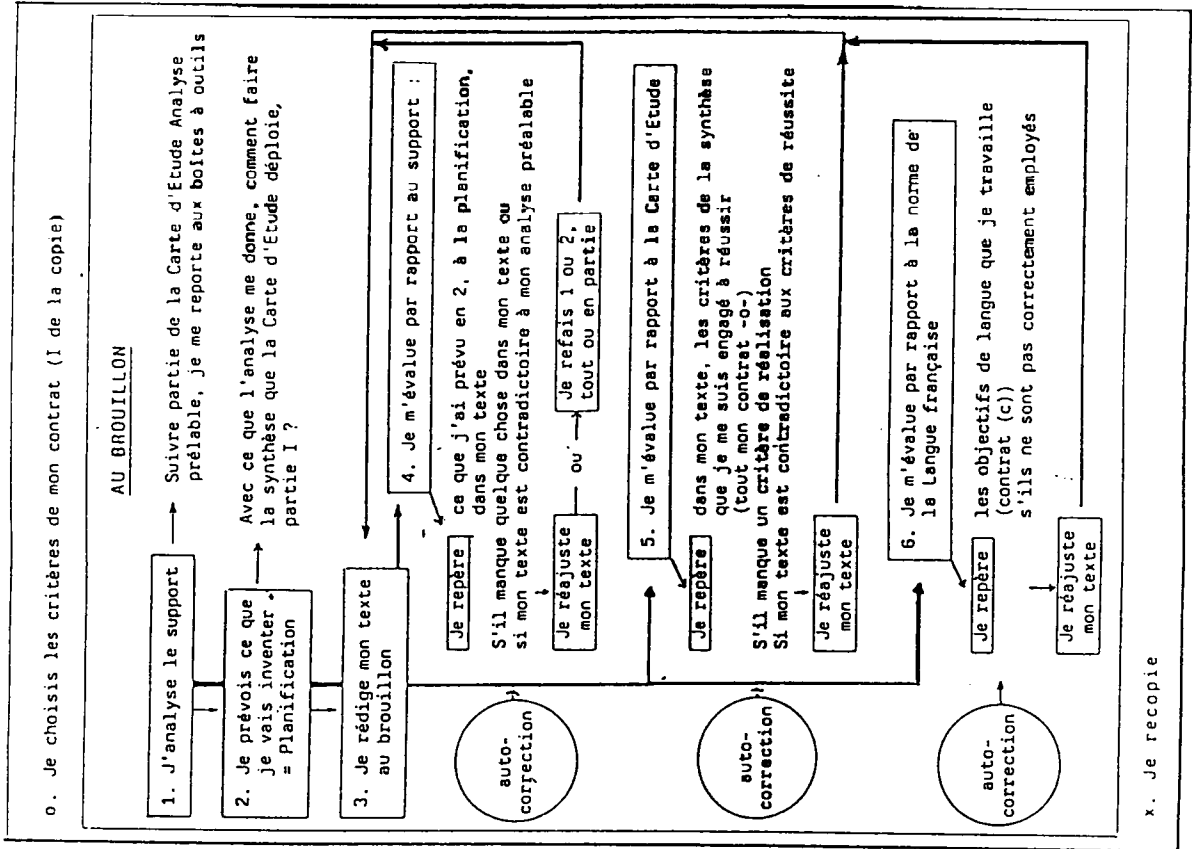 o. Je choisis les critères de mon contrat (I de la copie)
AU BROUILLON
1. J'analyse le support
Suivre partie de la Carte d'Etude Analyse
prélable, je me reporte aux boîtes à outils
2. Je prévois ce que
je vais inventer.
= Planification
Avec ce que l'analyse me donne, comment faire
la synthèse que la Carte d'Etude déploie,
partie I ?
3. Je rédige mon texte
au brouillon
4. Je m'évalue par rapport au support :
auto-
correction
Je repère
ce que j'ai prévu en 2, à la planification,
dans mon texte
S'il manque quelque chose dans mon texte ou
si mon texte est contradictoire à mon analyse préalable
Je réajuste
mon texte
ou
Je refais 1 ou 2,
tout ou en partie
5. Je m'évalue par rapport à la Carte d'Etude
auto-
correction
Je repère
dans mon texte, les critères de la synthèse
que je me suis engagé à réussir
(tout mon contrat -o-)
S'il manque un critère de réalisation
Si mon texte est contradictoire aux critères de réussite
Je réajuste
mon texte
6. Je m'évalue par rapport à la norme de
la Langue française
auto-
correction
Je repère
les objectifs de langue que je travaille
(contrat (c))
s'ils ne sont pas correctement employés
Je réajuste
mon texte
x. Je recopie